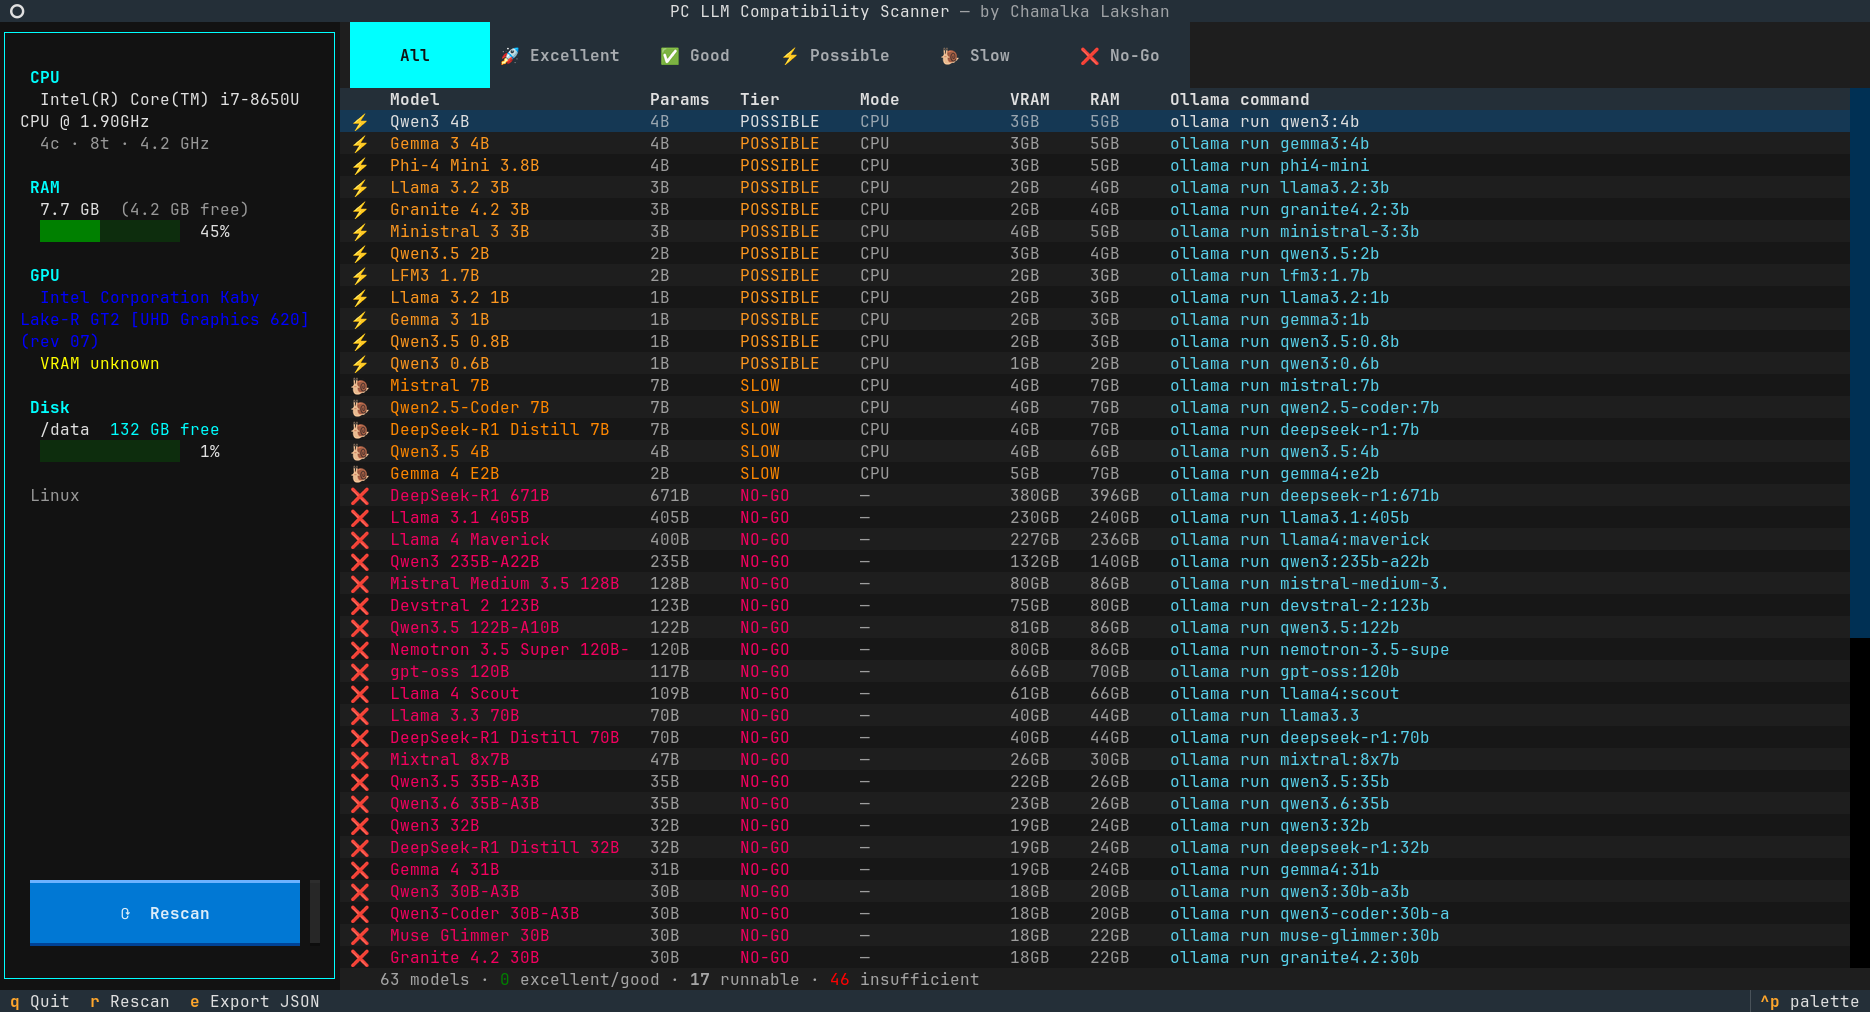 PC LLM Compatibility Scanner — by Chamalka Lakshan
CPU
Intel(R) Core(TM) i7-8650U
CPU @ 1.90GHz
4c · 8t · 4.2 GHz
RAM
7.7 GB (4.2 GB free)
45%
GPU
Intel Corporation Kaby
Lake-R GT2 [UHD Graphics 620]
(rev 07)
VRAM unknown
Disk
/data 132 GB free
1%
Linux
Rescan
All 🚀 Excellent ✅ Good ⚡ Possible 🐌 Slow ❌ No-Go
Model Params Tier Mode VRAM RAM Ollama command
⚡ Qwen3 4B 4B POSSIBLE CPU 3GB 5GB ollama run qwen3:4b
⚡ Gemma 3 4B 4B POSSIBLE CPU 3GB 5GB ollama run gemma3:4b
⚡ Phi-4 Mini 3.8B 4B POSSIBLE CPU 3GB 5GB ollama run phi4-mini
⚡ Llama 3.2 3B 3B POSSIBLE CPU 2GB 4GB ollama run llama3.2:3b
⚡ Granite 4.2 3B 3B POSSIBLE CPU 2GB 4GB ollama run granite4.2:3b
⚡ Ministral 3 3B 3B POSSIBLE CPU 4GB 5GB ollama run ministral-3:3b
⚡ Qwen3.5 2B 2B POSSIBLE CPU 3GB 4GB ollama run qwen3.5:2b
⚡ LFM3 1.7B 2B POSSIBLE CPU 2GB 3GB ollama run lfm3:1.7b
⚡ Llama 3.2 1B 1B POSSIBLE CPU 2GB 3GB ollama run llama3.2:1b
⚡ Gemma 3 1B 1B POSSIBLE CPU 2GB 3GB ollama run gemma3:1b
⚡ Qwen3.5 0.8B 1B POSSIBLE CPU 2GB 3GB ollama run qwen3.5:0.8b
⚡ Qwen3 0.6B 1B POSSIBLE CPU 1GB 2GB ollama run qwen3:0.6b
🐌 Mistral 7B 7B SLOW CPU 4GB 7GB ollama run mistral:7b
🐌 Qwen2.5-Coder 7B 7B SLOW CPU 4GB 7GB ollama run qwen2.5-coder:7b
🐌 DeepSeek-R1 Distill 7B 7B SLOW CPU 4GB 7GB ollama run deepseek-r1:7b
🐌 Qwen3.5 4B 4B SLOW CPU 4GB 6GB ollama run qwen3.5:4b
🐌 Gemma 4 E2B 2B SLOW CPU 5GB 7GB ollama run gemma4:e2b
❌ DeepSeek-R1 671B 671B NO-GO — 380GB 396GB ollama run deepseek-r1:671b
❌ Llama 3.1 405B 405B NO-GO — 230GB 240GB ollama run llama3.1:405b
❌ Llama 4 Maverick 400B NO-GO — 227GB 236GB ollama run llama4:maverick
❌ Qwen3 235B-A22B 235B NO-GO — 132GB 140GB ollama run qwen3:235b-a22b
❌ Mistral Medium 3.5 128B 128B NO-GO — 80GB 86GB ollama run mistral-medium-3.
❌ Devstral 2 123B 123B NO-GO — 75GB 80GB ollama run devstral-2:123b
❌ Qwen3.5 122B-A10B 122B NO-GO — 81GB 86GB ollama run qwen3.5:122b
❌ Nemotron 3.5 Super 120B- 120B NO-GO — 80GB 86GB ollama run nemotron-3.5-supe
❌ gpt-oss 120B 117B NO-GO — 66GB 70GB ollama run gpt-oss:120b
❌ Llama 4 Scout 109B NO-GO — 61GB 66GB ollama run llama4:scout
❌ Llama 3.3 70B 70B NO-GO — 40GB 44GB ollama run llama3.3
❌ DeepSeek-R1 Distill 70B 70B NO-GO — 40GB 44GB ollama run deepseek-r1:70b
❌ Mixtral 8x7B 47B NO-GO — 26GB 30GB ollama run mixtral:8x7b
❌ Qwen3.5 35B-A3B 35B NO-GO — 22GB 26GB ollama run qwen3.5:35b
❌ Qwen3.6 35B-A3B 35B NO-GO — 23GB 26GB ollama run qwen3.6:35b
❌ Qwen3 32B 32B NO-GO — 19GB 24GB ollama run qwen3:32b
❌ DeepSeek-R1 Distill 32B 32B NO-GO — 19GB 24GB ollama run deepseek-r1:32b
❌ Gemma 4 31B 31B NO-GO — 19GB 24GB ollama run gemma4:31b
❌ Qwen3 30B-A3B 30B NO-GO — 18GB 20GB ollama run qwen3:30b-a3b
❌ Qwen3-Coder 30B-A3B 30B NO-GO — 18GB 20GB ollama run qwen3-coder:30b-a
❌ Muse Glimmer 30B 30B NO-GO — 18GB 22GB ollama run muse-glimmer:30b
❌ Granite 4.2 30B 30B NO-GO — 18GB 22GB ollama run granite4.2:30b
63 models · 0 excellent/good · 17 runnable · 46 insufficient
q Quit r Rescan e Export JSON ^p palette